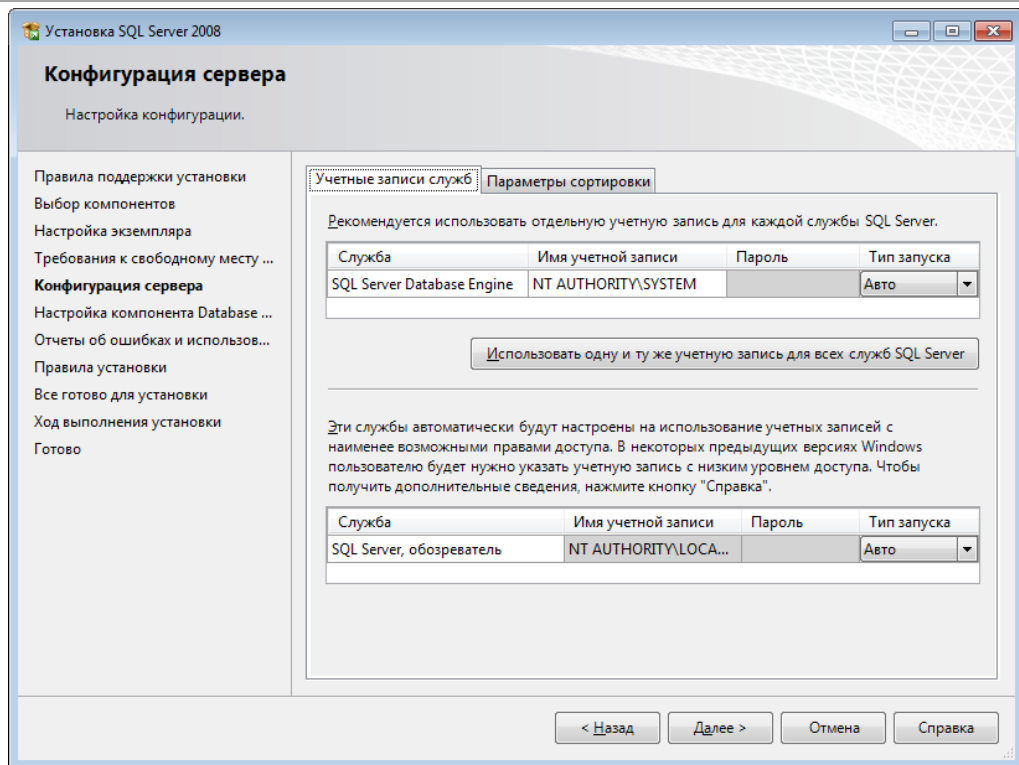 Установка SQL Server 2008
Конфигурация сервера
Настройка конфигурации.
Правила поддержки установки
Выбор компонентов
Настройка экземпляра
Требования к свободному месту ...
Конфигурация сервера
Настройка компонента Database ...
Отчеты об ошибках и использов...
Правила установки
Все готово для установки
Ход выполнения установки
Готово
Учетные записи служб Параметры сортировки
Рекомендуется использовать отдельную учетную запись для каждой службы SQL Server.
Служба Имя учетной записи Пароль Тип запуска
SQL Server Database Engine NT AUTHORITY\SYSTEM Авто
Использовать одну и ту же учетную запись для всех служб SQL Server
Эти службы автоматически будут настроены на использование учетных записей с
наименее возможными правами доступа. В некоторых предыдущих версиях Windows
пользователю будет нужно указать учетную запись с низким уровнем доступа. Чтобы
получить дополнительные сведения, нажмите кнопку "Справка".
Служба Имя учетной записи Пароль Тип запуска
SQL Server, обозреватель NT AUTHORITY\LOCA... Авто
< Назад Далее > Отмена Справка